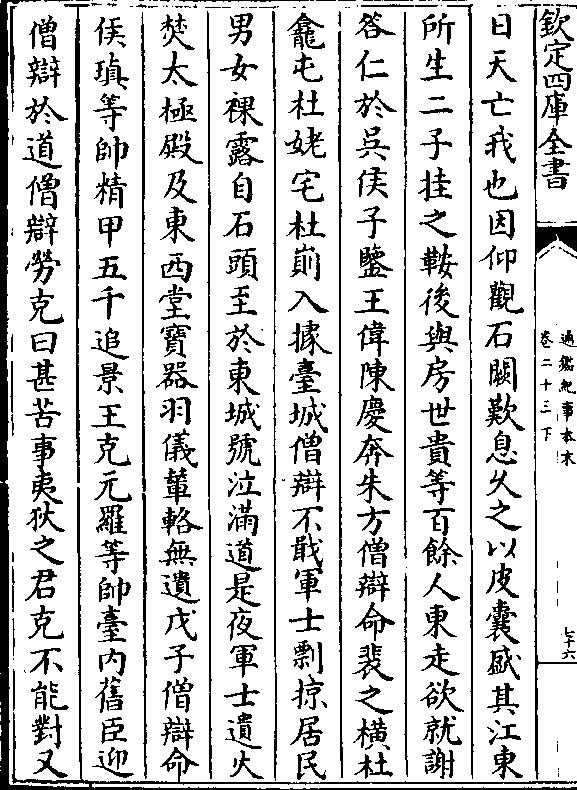 欽定四庫全書
通鑑紀事本末
卷二十三下
七十六
曰天亡我也因仰觀石闕歎息久之以皮囊盛其江東
所生二子挂之鞍後與房世貴等百餘人東走欲就謝
答仁於吳侯子鑒王偉陳慶奔朱方僧辯命裴之橫杜
龕屯杜姥宅杜崱入據臺城僧辯不戢軍士剽掠居民
男女裸露自石頭至於東城號泣滿道是夜軍士遺火
焚太極殿及東西堂寶器羽儀輦輅無遺戊子僧辯命
侯瑱等帥精甲五千追景王克元羅等帥臺內舊臣迎
僧辯於道僧辯勞克曰甚苦事夷狄之君克不能對又